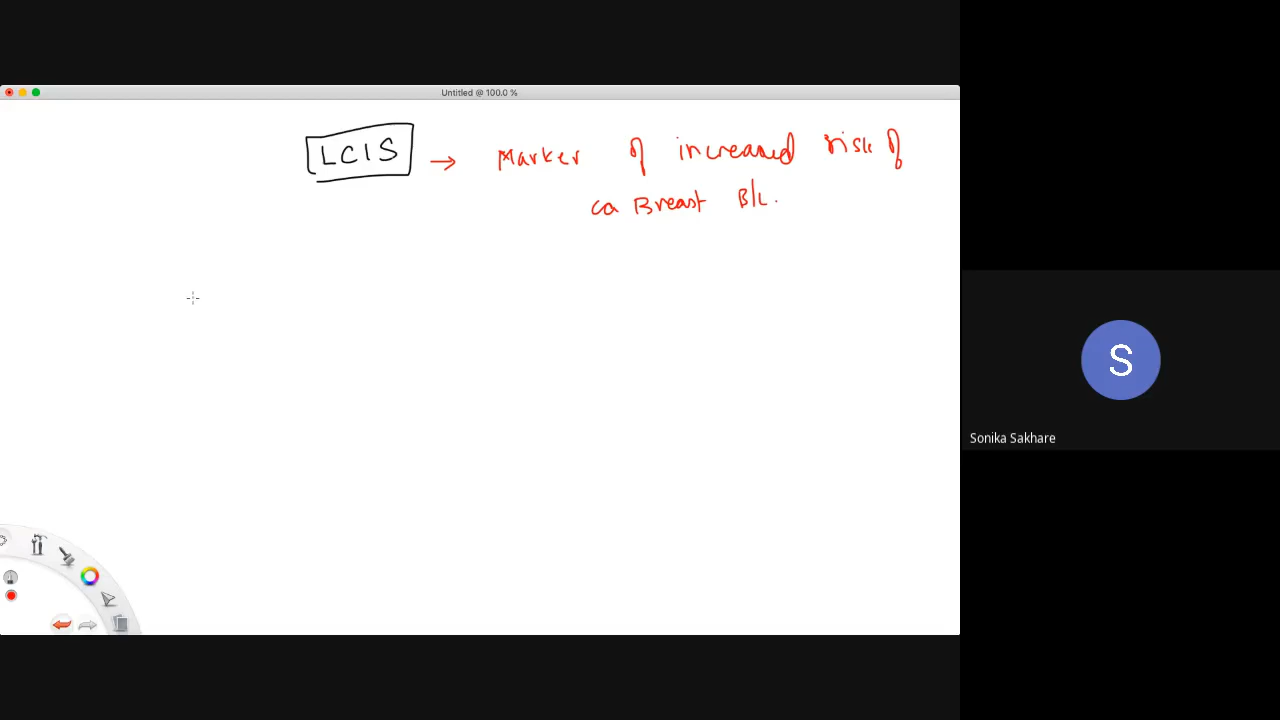 Untitled @ 100.0 %
LCIS → Marker of increased risk of
ca Breast B/L.
S
Sonika Sakhare